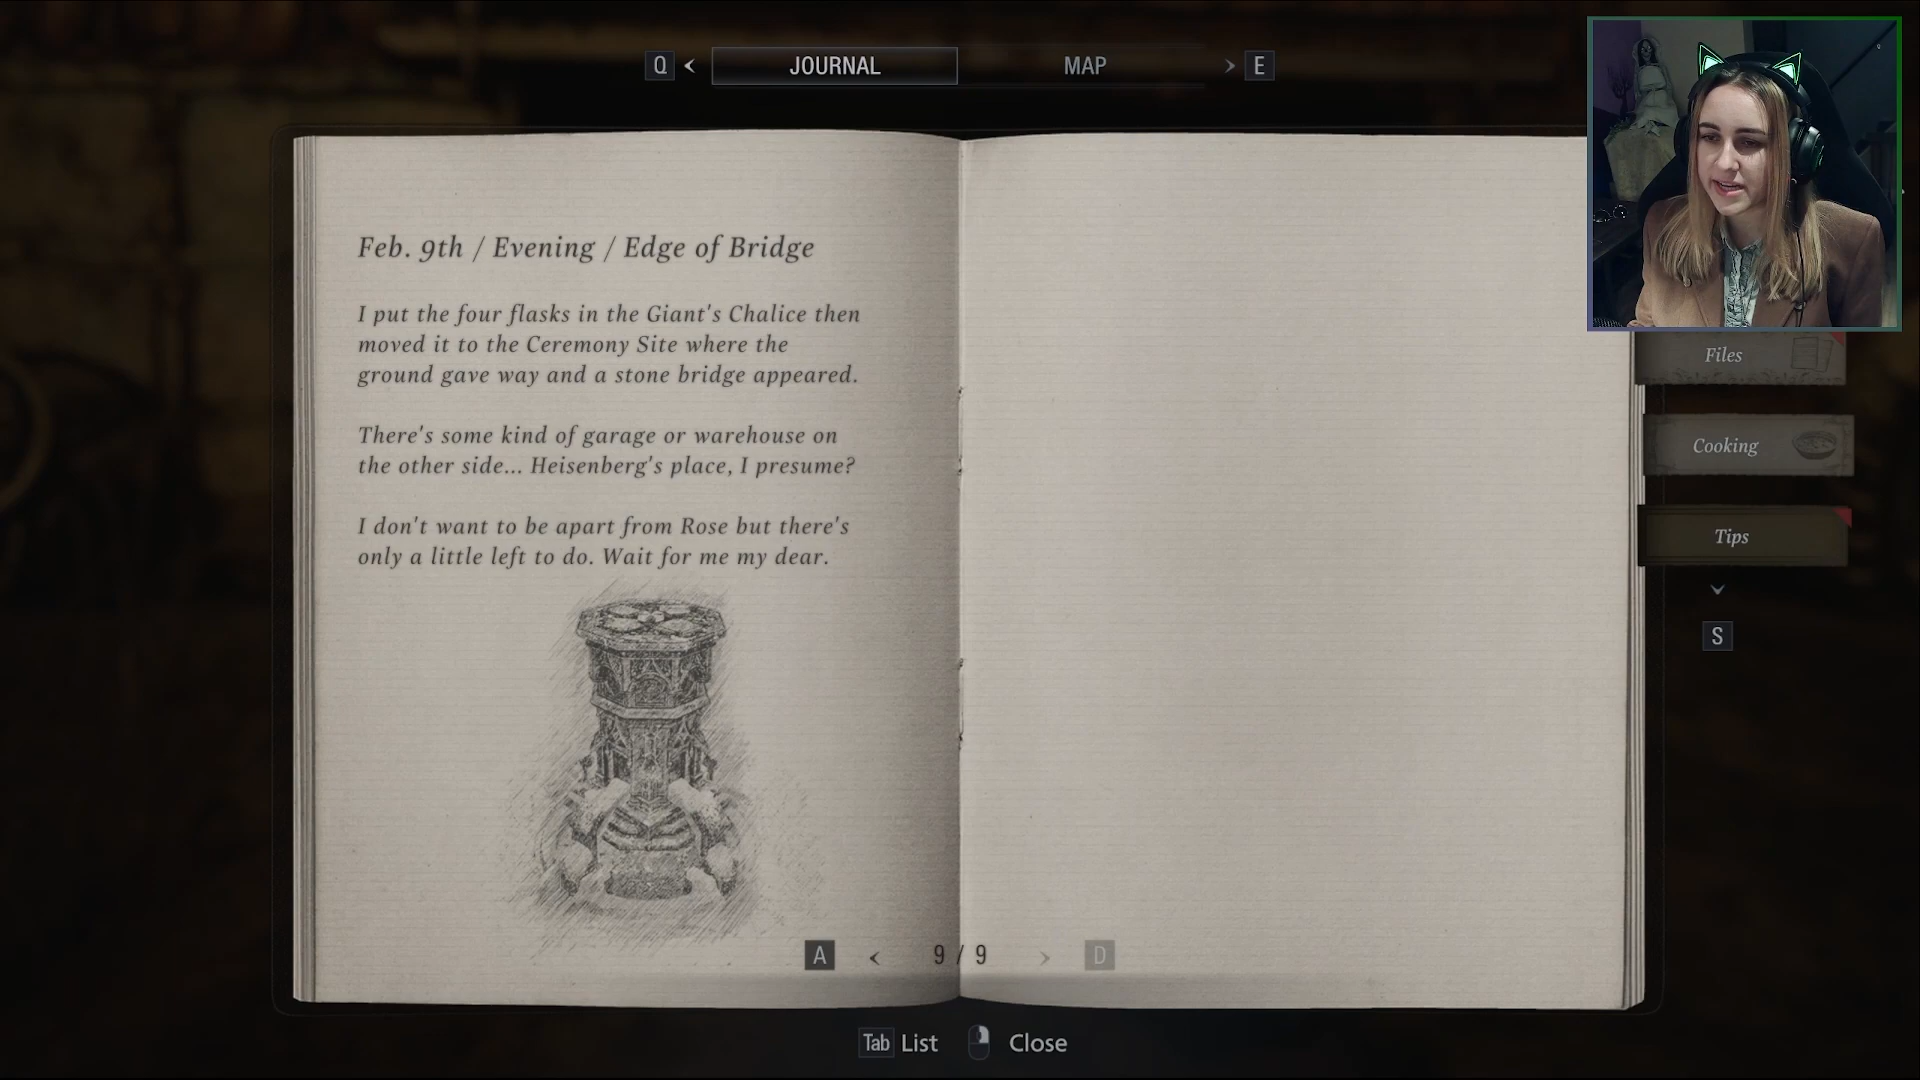 Q < JOURNAL MAP > E
Feb. 9th / Evening / Edge of Bridge
I put the four flasks in the Giant's Chalice then
moved it to the Ceremony Site where the
ground gave way and a stone bridge appeared.
There's some kind of garage or warehouse on
the other side... Heisenberg's place, I presume?
I don't want to be apart from Rose but there's
only a little left to do. Wait for me my dear.
Files
Cooking
Tips
S
A < 9 / 9 > D
Tab List Close